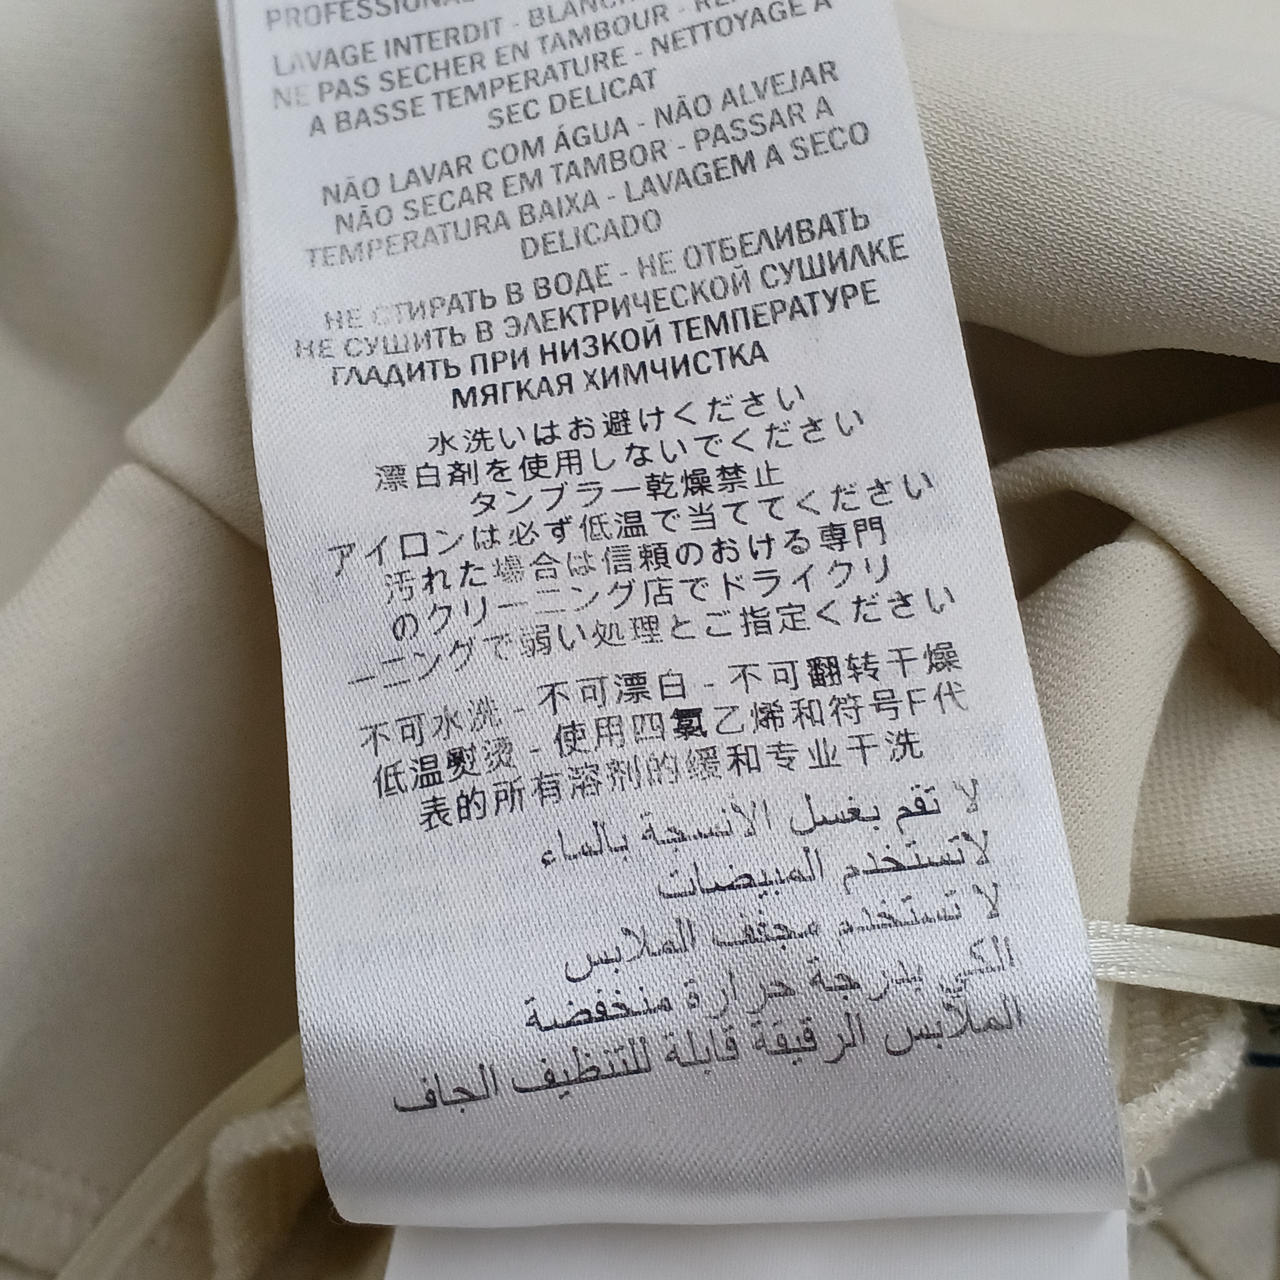 PROFESSIONAL
LAVAGE INTERDIT - BLANCH
NE PAS SECHER EN TAMBOUR - RE
A BASSE TEMPERATURE - NETTOYAGE A
SEC DELICAT
NÃO LAVAR COM ÁGUA - NÃO ALVEJAR
NÃO SECAR EM TAMBOR - PASSAR A
TEMPERATURA BAIXA - LAVAGEM A SECO
DELICADO
НЕ СТИРАТЬ В ВОДЕ - НЕ ОТБЕЛИВАТЬ
НЕ СУШИТЬ В ЭЛЕКТРИЧЕСКОЙ СУШИЛКЕ
ГЛАДИТЬ ПРИ НИЗКОЙ ТЕМПЕРАТУРЕ
МЯГКАЯ ХИМЧИСТКА
水洗いはお避けください
漂白剤を使用しないでください
タンブラー乾燥禁止
アイロンは必ず低温で当ててください
汚れた場合は信頼のおける専門
のクリーニング店でドライクリ
ーニングで弱い処理とご指定ください
不可水洗 - 不可漂白 - 不可翻转干燥
低温熨烫 - 使用四氯乙烯和符号F代
表的所有溶剂的缓和专业干洗
لا تقم بغسل الأنسجة بالماء
لاتستخدم المبيضات
لا تستخدم مجفف الملابس
الكي بدرجة حرارة منخفضة
الملابس الرقيقة قابلة للتنظيف الجاف